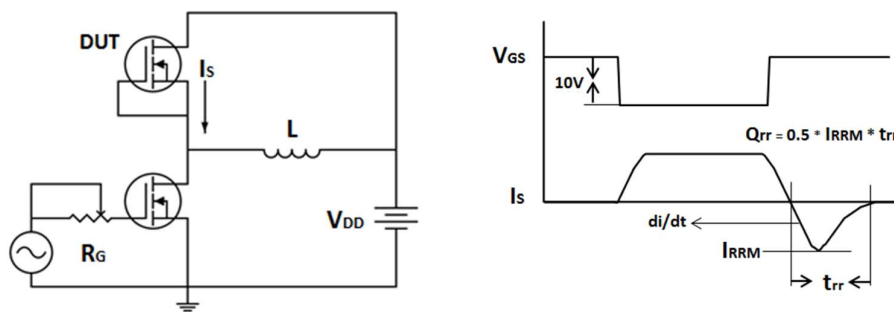 DUT
Is
L
VDD
RG
VGS
10V
Qrr = 0.5 * IRRM * trr
Is
di/dt
IRRM
trr